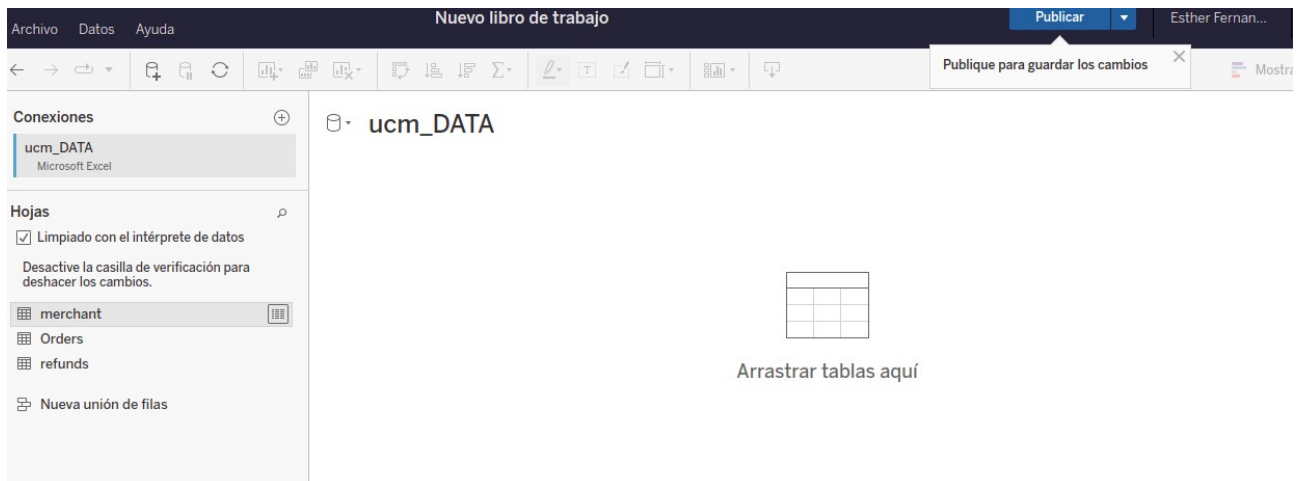 Nuevo libro de trabajo
Archivo Datos Ayuda
Publicar
Esther Fernan...
Publique para guardar los cambios
Mostra
Conexiones
ucm_DATA
Microsoft Excel
ucm_DATA
Hojas
Limpiado con el intérprete de datos
Desactive la casilla de verificación para
deshacer los cambios.
merchant
Orders
refunds
Nueva unión de filas
Arrastrar tablas aquí